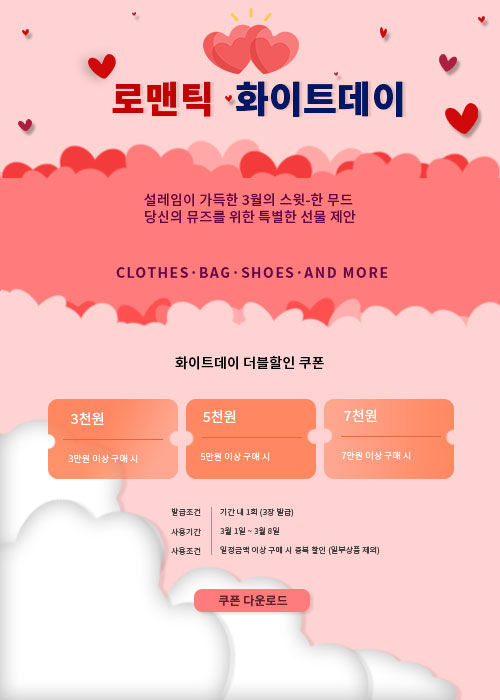 로맨틱 화이트데이
설레임이 가득한 3월의 스윗-한 무드
당신의 뮤즈를 위한 특별한 선물 제안
CLOTHES·BAG·SHOES·AND MORE
화이트데이 더블할인 쿠폰
3천원 5천원 7천원
3만원 이상 구매 시 5만원 이상 구매 시 7만원 이상 구매 시
발급조건 기간 내 1회 (3장 발급)
사용기간 3월 1일 ~ 3월 8일
사용조건 일정금액 이상 구매 시 중복 할인 (일부상품 제외)
쿠폰 다운로드